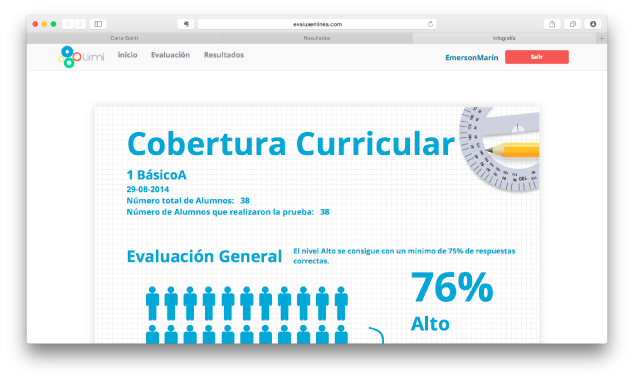 evaluaenlinea.com
Carta Gantt
Resultados
Infografía
Limi
inicio
Evaluación
Resultados
EmersonMarín
Salir
Cobertura Curricular
1 BásicoA
29-08-2014
Número total de Alumnos: 38
Número de Alumnos que realizaron la prueba: 38
Evaluación General
El nivel Alto se consigue con un mínimo de 75% de respuestas
correctas.
76%
Alto